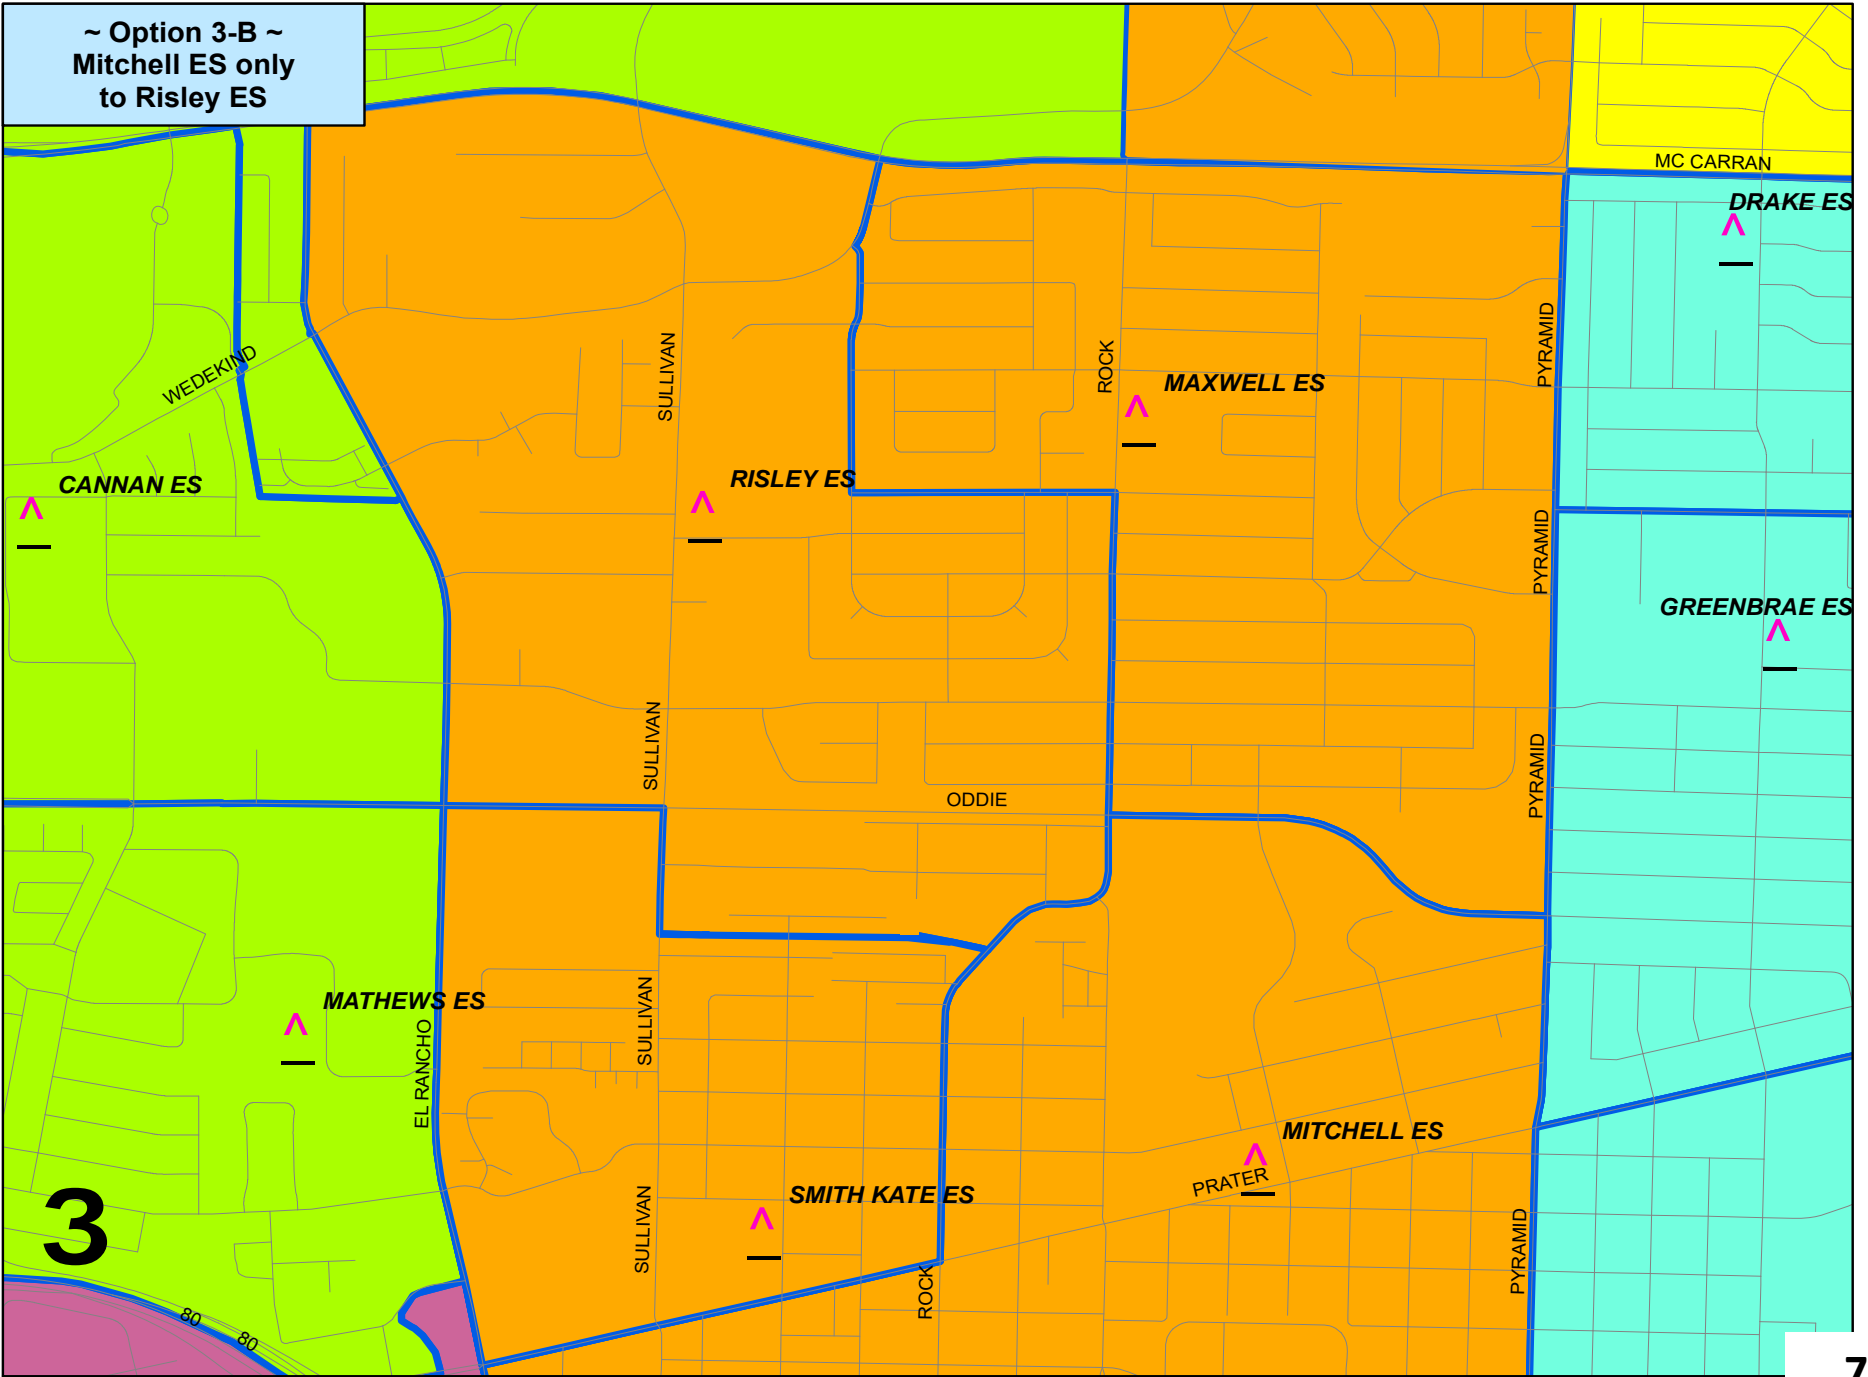 ~ Option 3-B ~
Mitchell ES only
to Risley ES
MC CARRAN
DRAKE ES
WEDEKIND
SULLIVAN
ROCK
PYRAMID
MAXWELL ES
CANNAN ES
RISLEY ES
PYRAMID
GREENBRAE ES
SULLIVAN
PYRAMID
ODDIE
MATHEWS ES
EL RANCHO
SULLIVAN
MITCHELL ES
PRATER
SMITH KATE ES
SULLIVAN
ROCK
PYRAMID
3
80
80
7